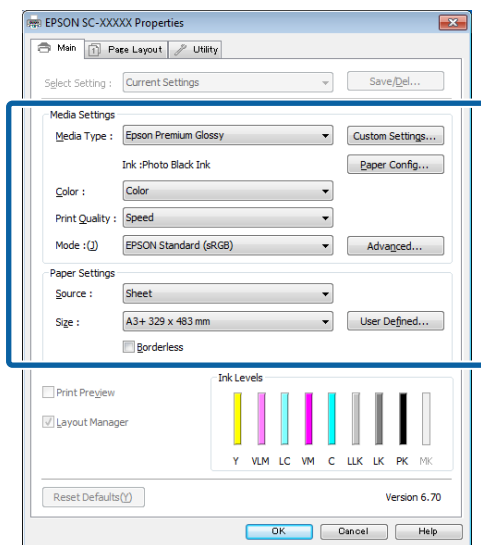 EPSON SC-XXXXX Properties
Main Page Layout Utility
Select Setting : Current Settings Save/Del...
Media Settings
Media Type : Epson Premium Glossy Custom Settings...
Ink :Photo Black Ink Paper Config...
Color : Color
Print Quality : Speed
Mode :(J) EPSON Standard (sRGB) Advanced...
Paper Settings
Source : Sheet
Size : A3+ 329 x 483 mm User Defined...
Borderless
Ink Levels
Print Preview
Layout Manager
Y VLM LC VM C LLK LK PK MK
Reset Defaults(Y) Version 6.70
OK Cancel Help